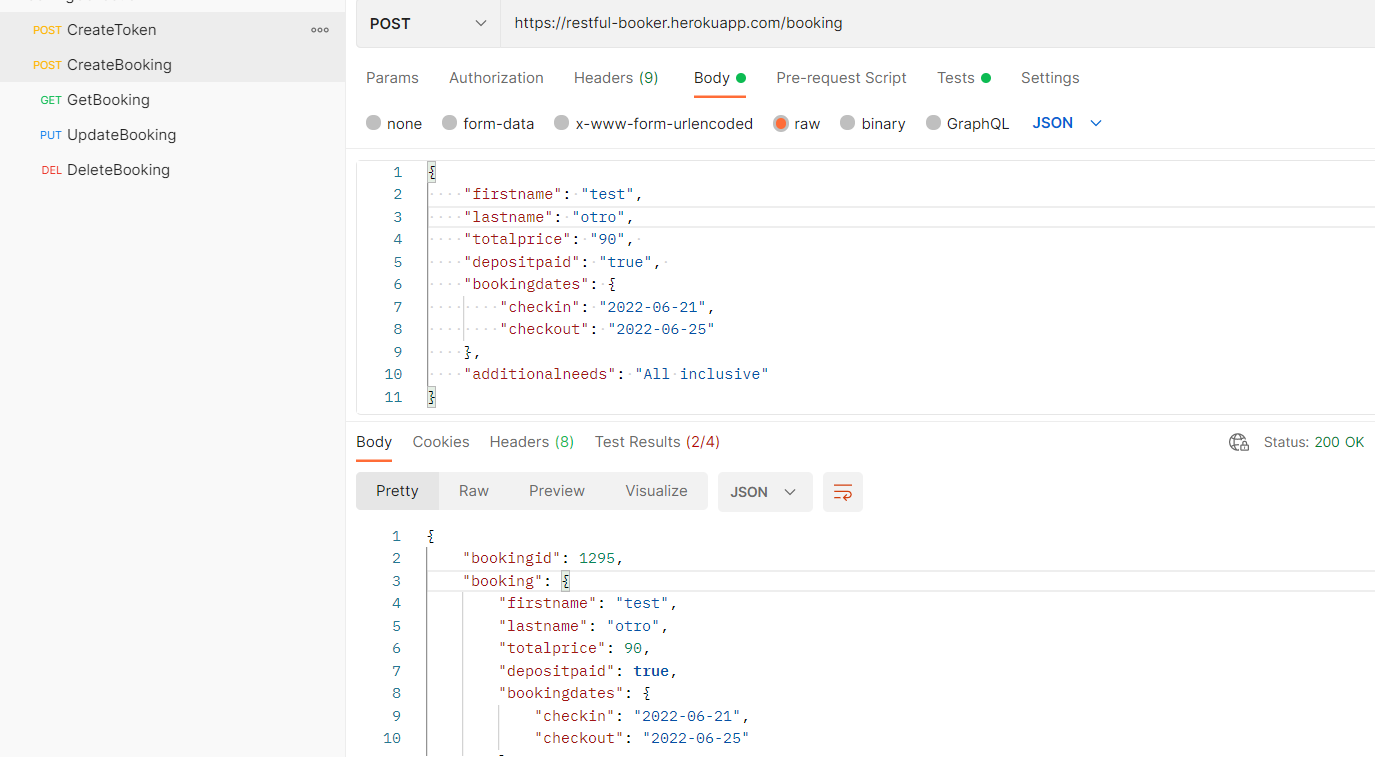 POST CreateToken
POST CreateBooking
GET GetBooking
PUT UpdateBooking
DEL DeleteBooking
POST https://restful-booker.herokuapp.com/booking
Params Authorization Headers (9) Body Pre-request Script Tests Settings
none form-data x-www-form-urlencoded raw binary GraphQL JSON
1 {
2 "firstname": "test",
3 "lastname": "otro",
4 "totalprice": "90",
5 "depositpaid": "true",
6 "bookingdates": {
7 "checkin": "2022-06-21",
8 "checkout": "2022-06-25"
9 },
10 "additionalneeds": "All inclusive"
11 }
Body Cookies Headers (8) Test Results (2/4) Status: 200 OK
Pretty Raw Preview Visualize JSON
1 {
2 "bookingid": 1295,
3 "booking": {
4 "firstname": "test",
5 "lastname": "otro",
6 "totalprice": 90,
7 "depositpaid": true,
8 "bookingdates": {
9 "checkin": "2022-06-21",
10 "checkout": "2022-06-25"